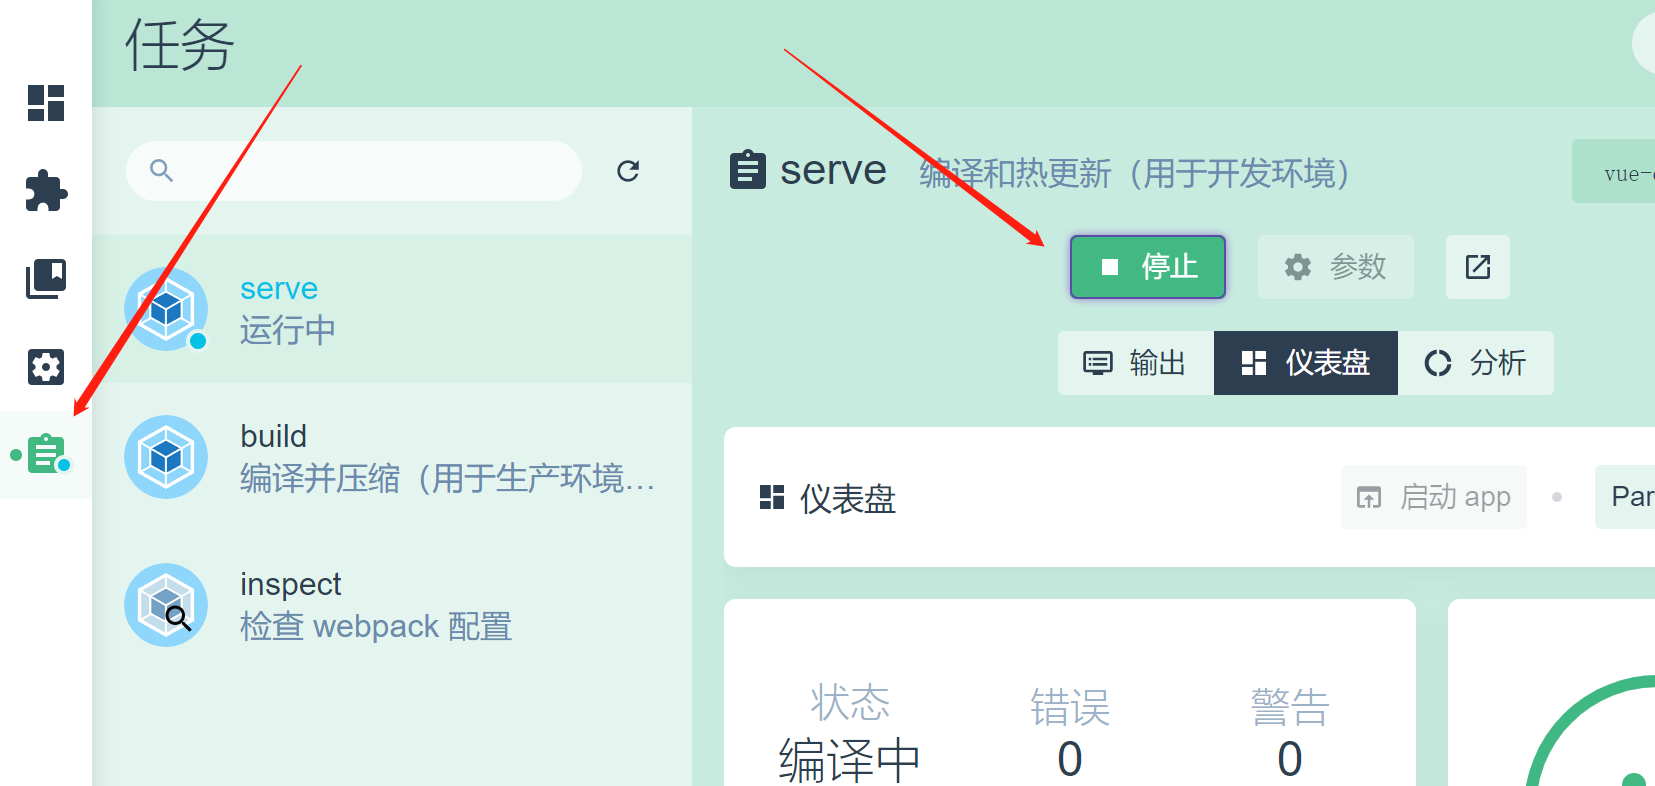 任务
serve
运行中
build
编译并压缩（用于生产环境…
inspect
检查 webpack 配置
serve 编译和热更新（用于开发环境）
停止 参数
输出 仪表盘 分析
仪表盘 启动 app
状态 错误 警告
编译中 0 0